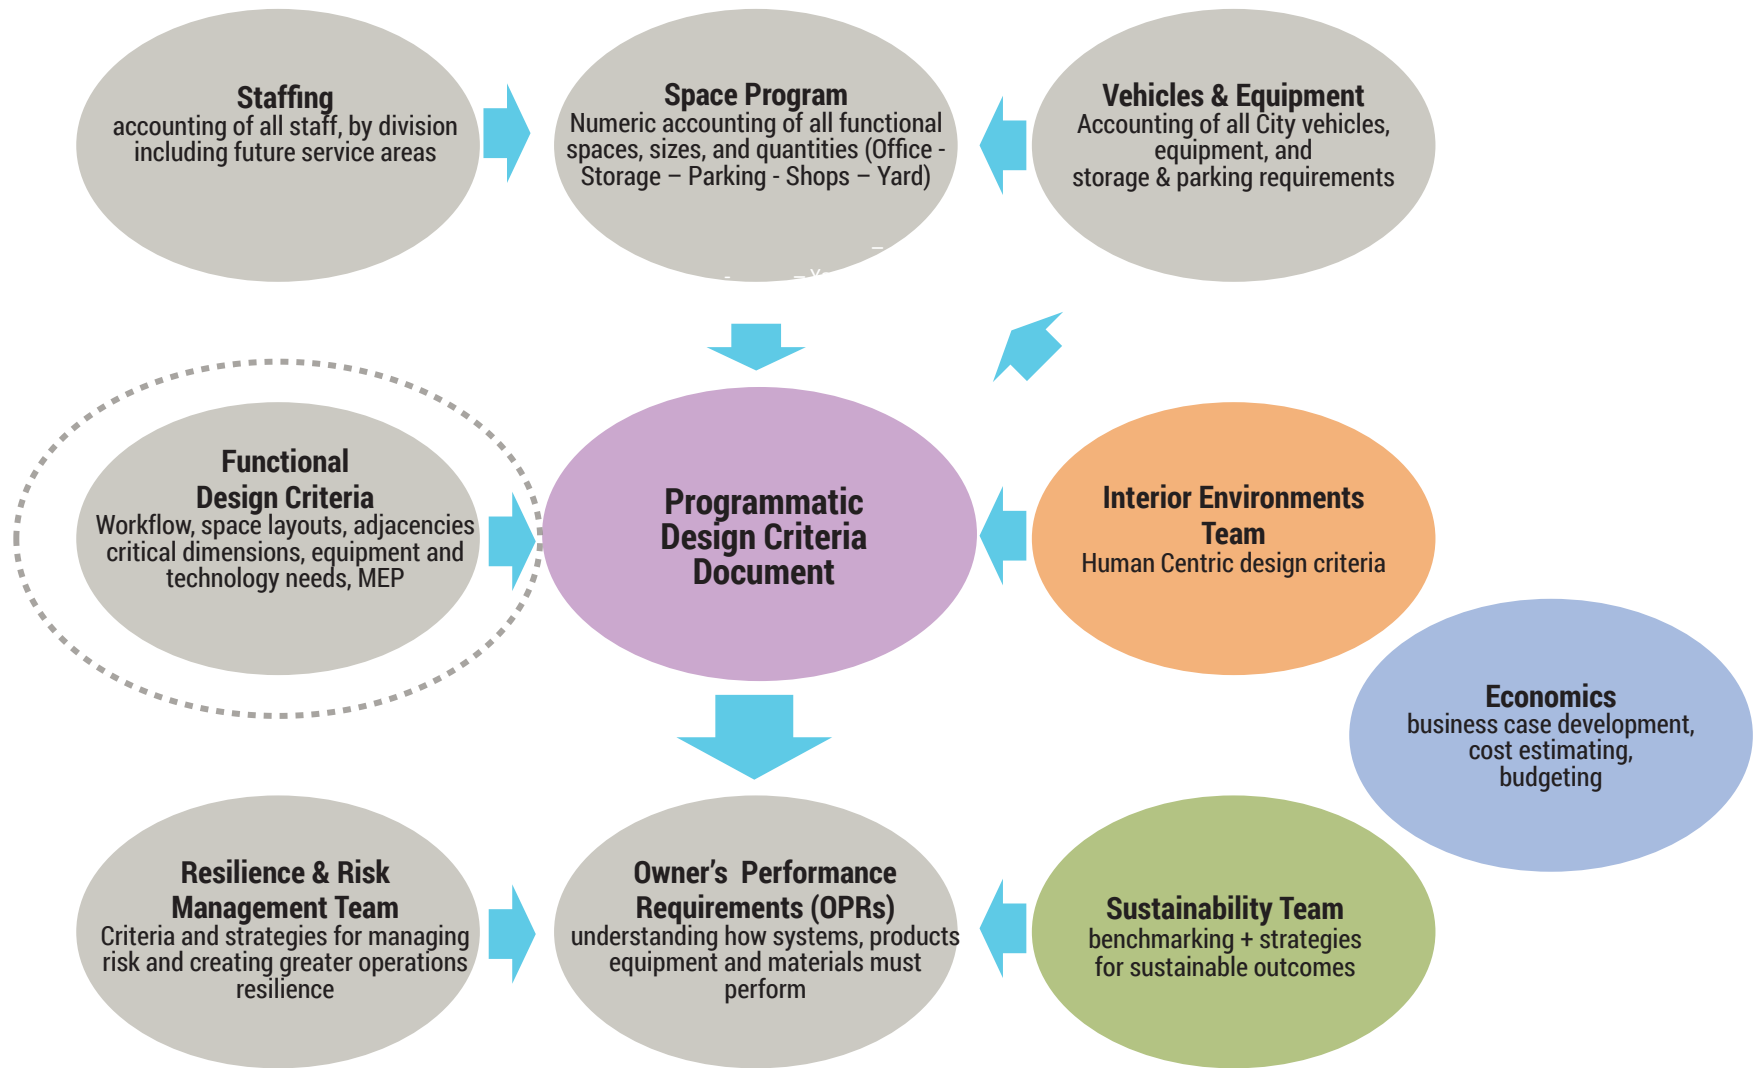 Staffing
accounting of all staff, by division
including future service areas
Space Program
Numeric accounting of all functional
spaces, sizes, and quantities (Office -
Storage – Parking - Shops – Yard)
Vehicles & Equipment
Accounting of all City vehicles,
equipment, and
storage & parking requirements
Functional
Design Criteria
Workflow, space layouts, adjacencies
critical dimensions, equipment and
technology needs, MEP
Programmatic
Design Criteria
Document
Interior Environments
Team
Human Centric design criteria
Economics
business case development,
cost estimating,
budgeting
Resilience & Risk
Management Team
Criteria and strategies for managing
risk and creating greater operations
resilience
Owner’s  Performance
Requirements (OPRs)
understanding how systems, products
equipment and materials must
perform
Sustainability Team
benchmarking + strategies
for sustainable outcomes